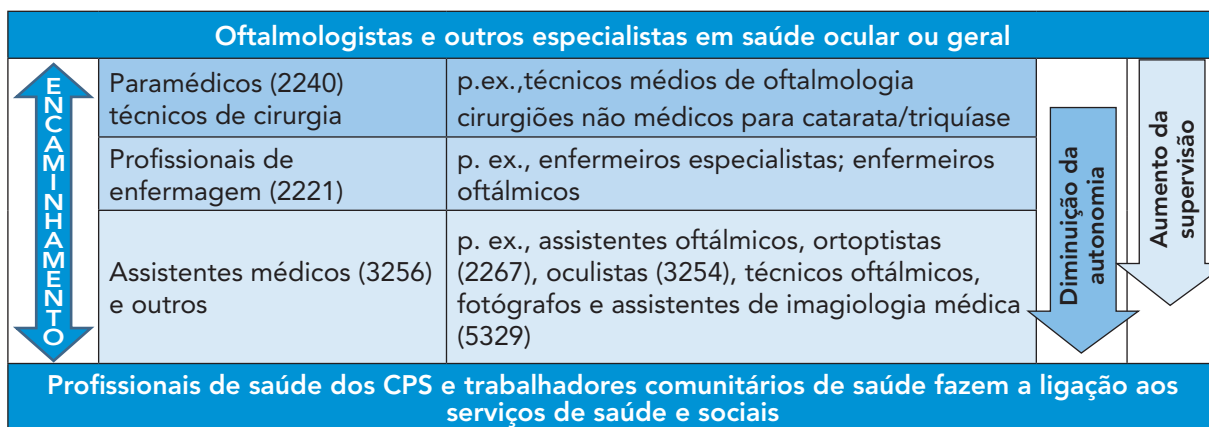 Oftalmologistas e outros especialistas em saúde ocular ou geral
ENCAMINHAMENTO
Paramédicos (2240)
técnicos de cirurgia
p.ex.,técnicos médios de oftalmologia
cirurgiões não médicos para catarata/triquíase
Profissionais de
enfermagem (2221)
p. ex., enfermeiros especialistas; enfermeiros
oftálmicos
Assistentes médicos (3256)
e outros
p. ex., assistentes oftálmicos, ortoptistas
(2267), oculistas (3254), técnicos oftálmicos,
fotógrafos e assistentes de imagiologia médica
(5329)
Diminuição da
autonomia
Aumento da
supervisão
Profissionais de saúde dos CPS e trabalhadores comunitários de saúde fazem a ligação aos
serviços de saúde e sociais